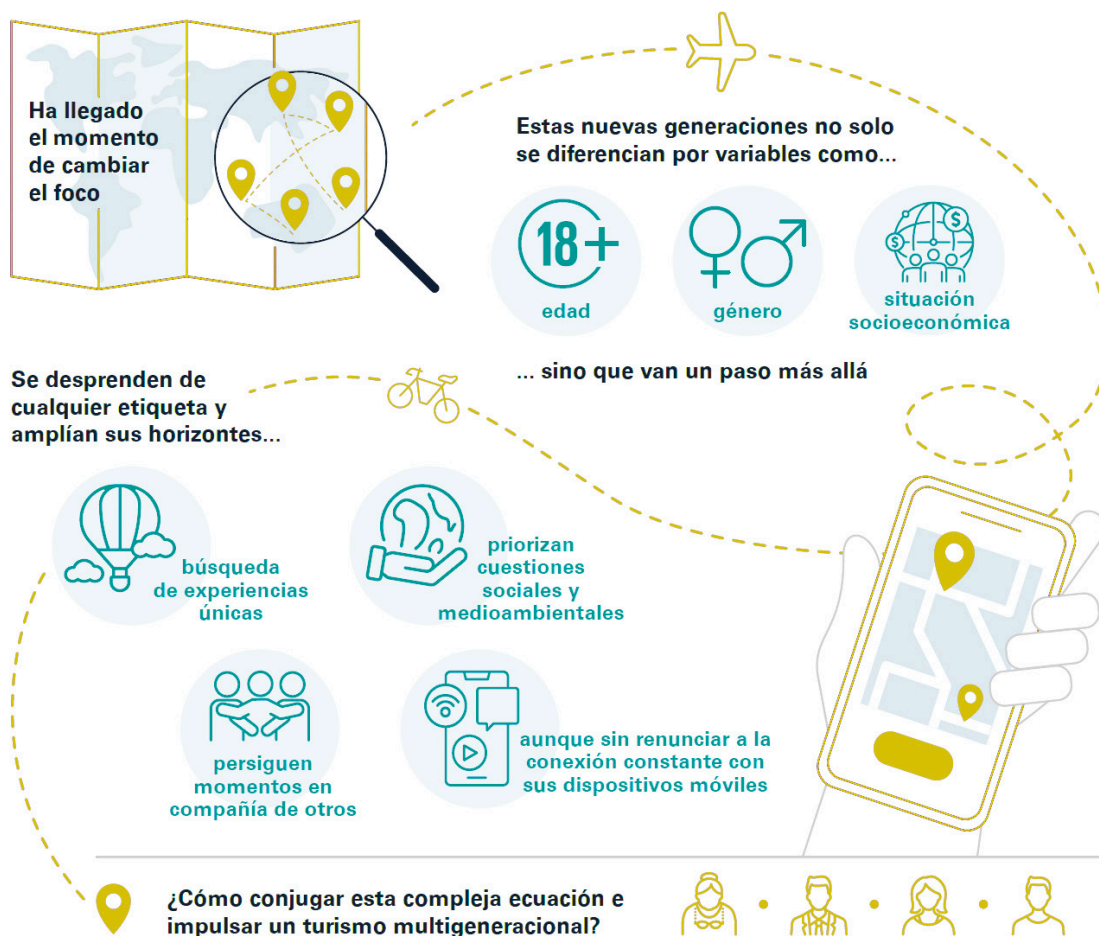 Ha llegado
el momento
de cambiar
el foco
Estas nuevas generaciones no solo
se diferencian por variables como...
18+
edad
género
$
$
situación
socioeconómica
... sino que van un paso más allá
Se desprenden de
cualquier etiqueta y
amplían sus horizontes...
búsqueda
de experiencias
únicas
priorizan
cuestiones
sociales y
medioambientales
persiguen
momentos en
compañía de otros
aunque sin renunciar a la
conexión constante con
sus dispositivos móviles
¿Cómo conjugar esta compleja ecuación e
impulsar un turismo multigeneracional?